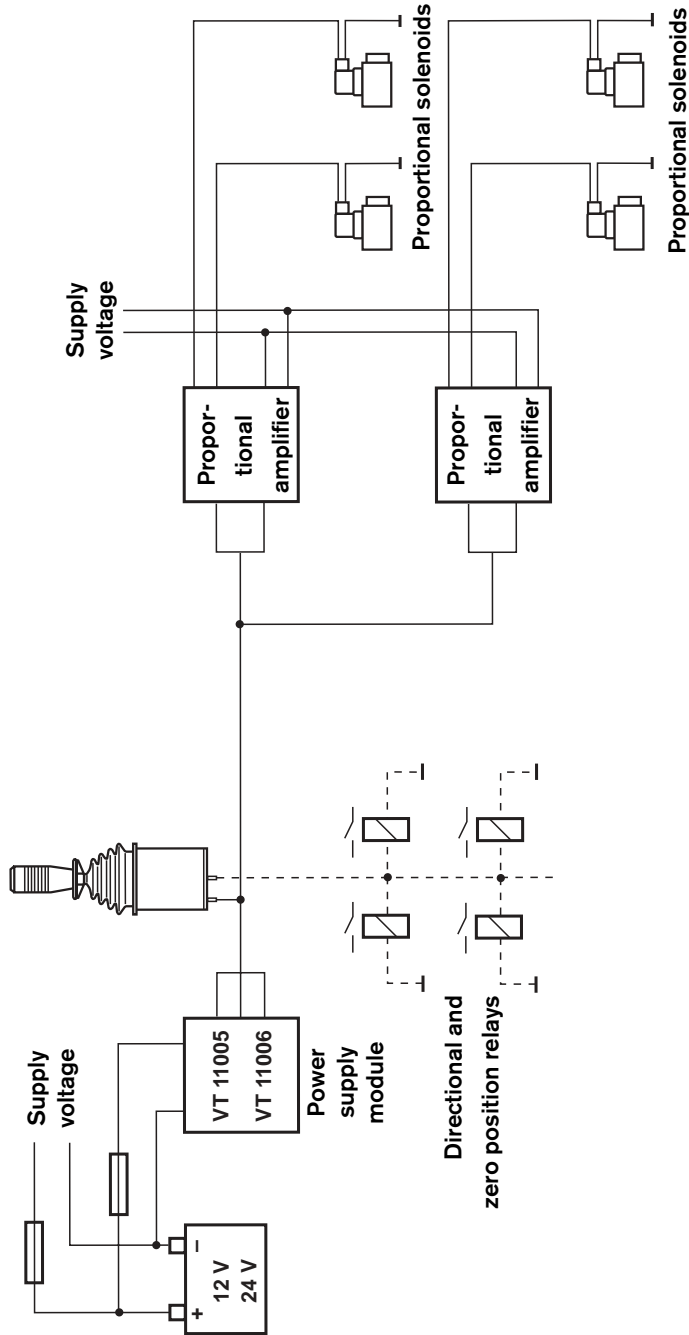 + –
12 V
24 V
Supply
voltage
VT 11005
VT 11006
Power
supply
module
Directional and
zero position relays
Propor-
tional
amplifier
Propor-
tional
amplifier
Supply
voltage
Proportional solenoids
Proportional solenoids